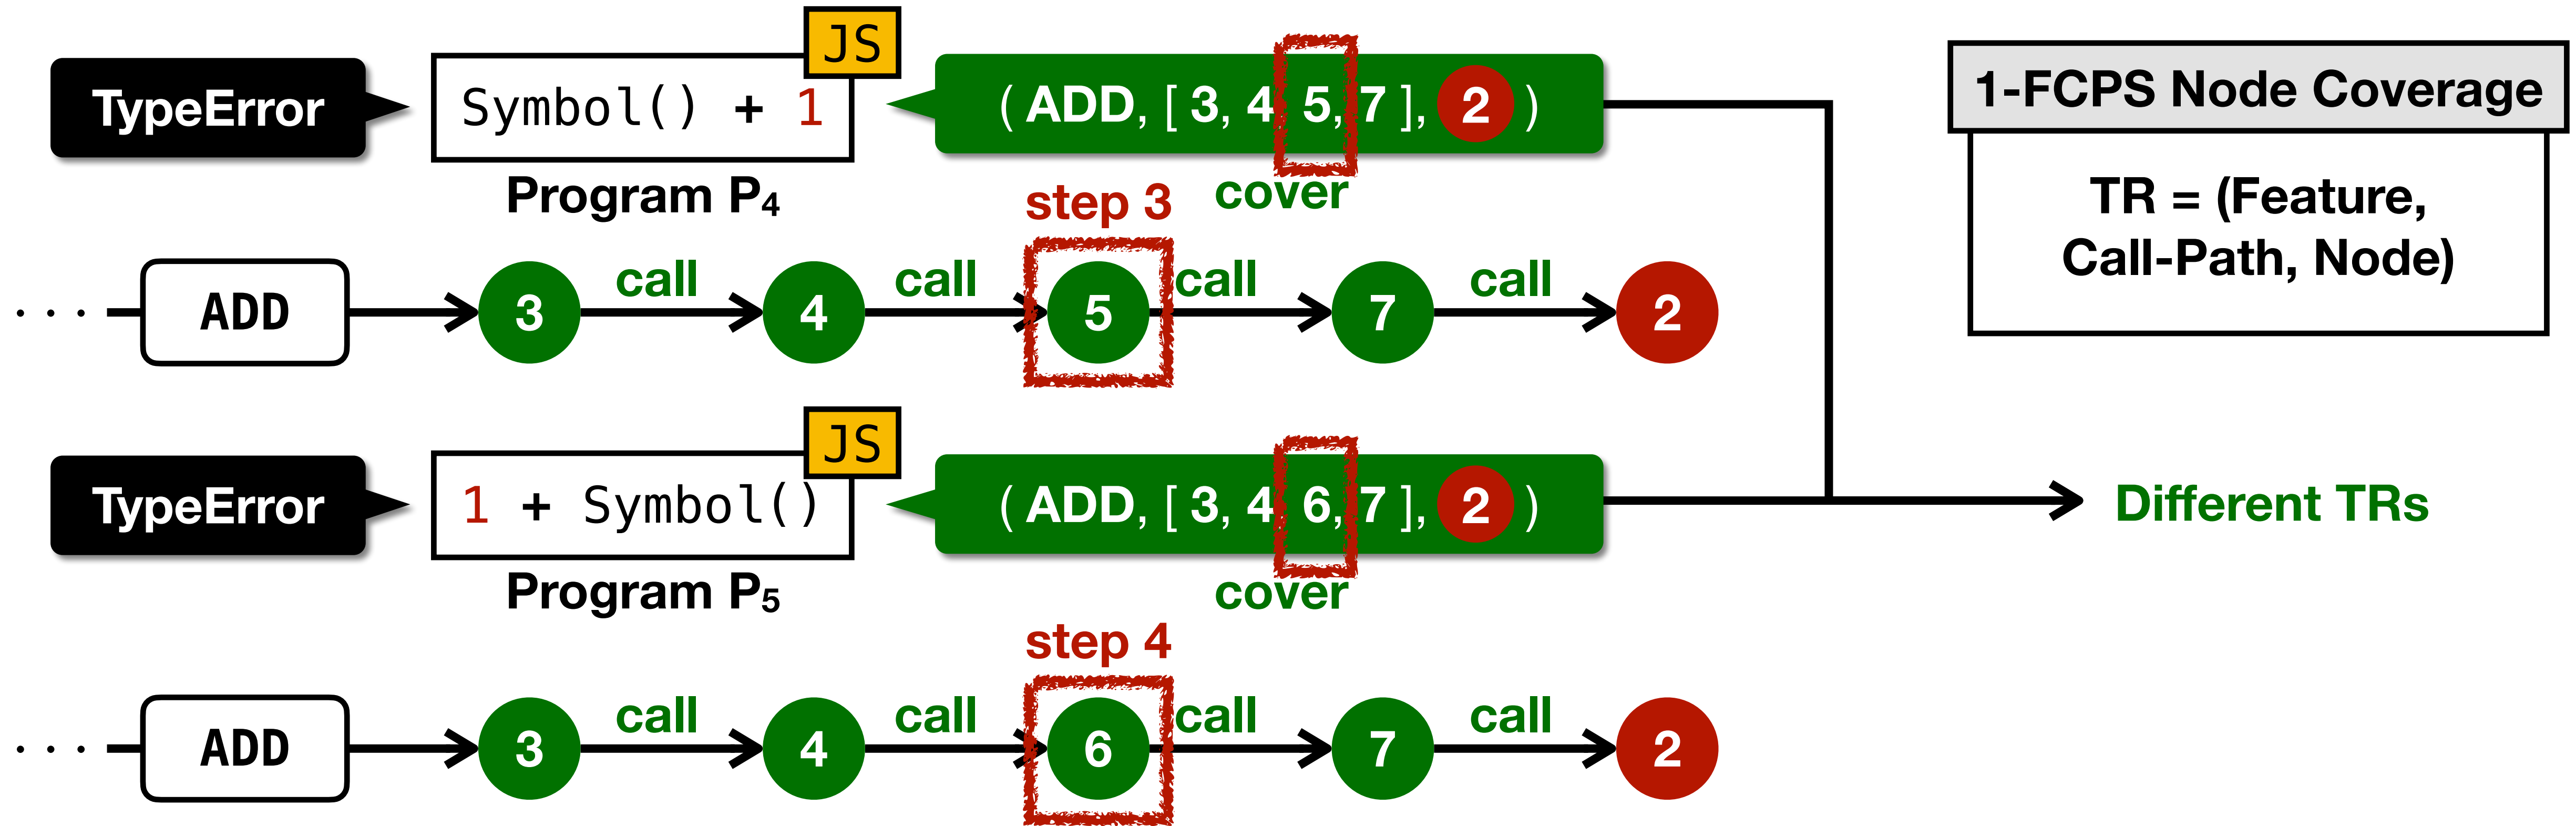 JS
TypeError
Symbol() + 1
( ADD, [ 3, 4 5, 7 ], 2 )
1-FCPS Node Coverage
TR = (Feature,
Call-Path, Node)
Program P₄
cover
step 3
· · ·
ADD
3
call
4
call
5
call
7
call
2
JS
TypeError
1 + Symbol()
( ADD, [ 3, 4 6, 7 ], 2 )
Different TRs
Program P₅
cover
step 4
· · ·
ADD
3
call
4
call
6
call
7
call
2